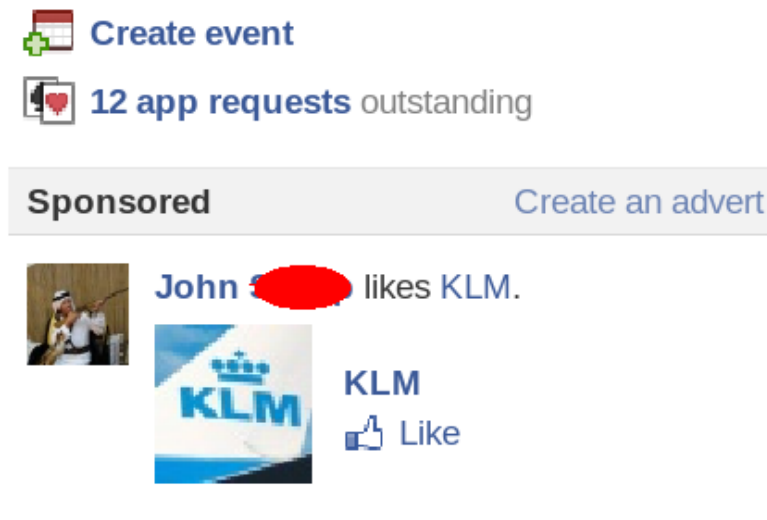 Create event
12 app requests outstanding
Sponsored Create an advert
John likes KLM.
KLM
KLM
Like